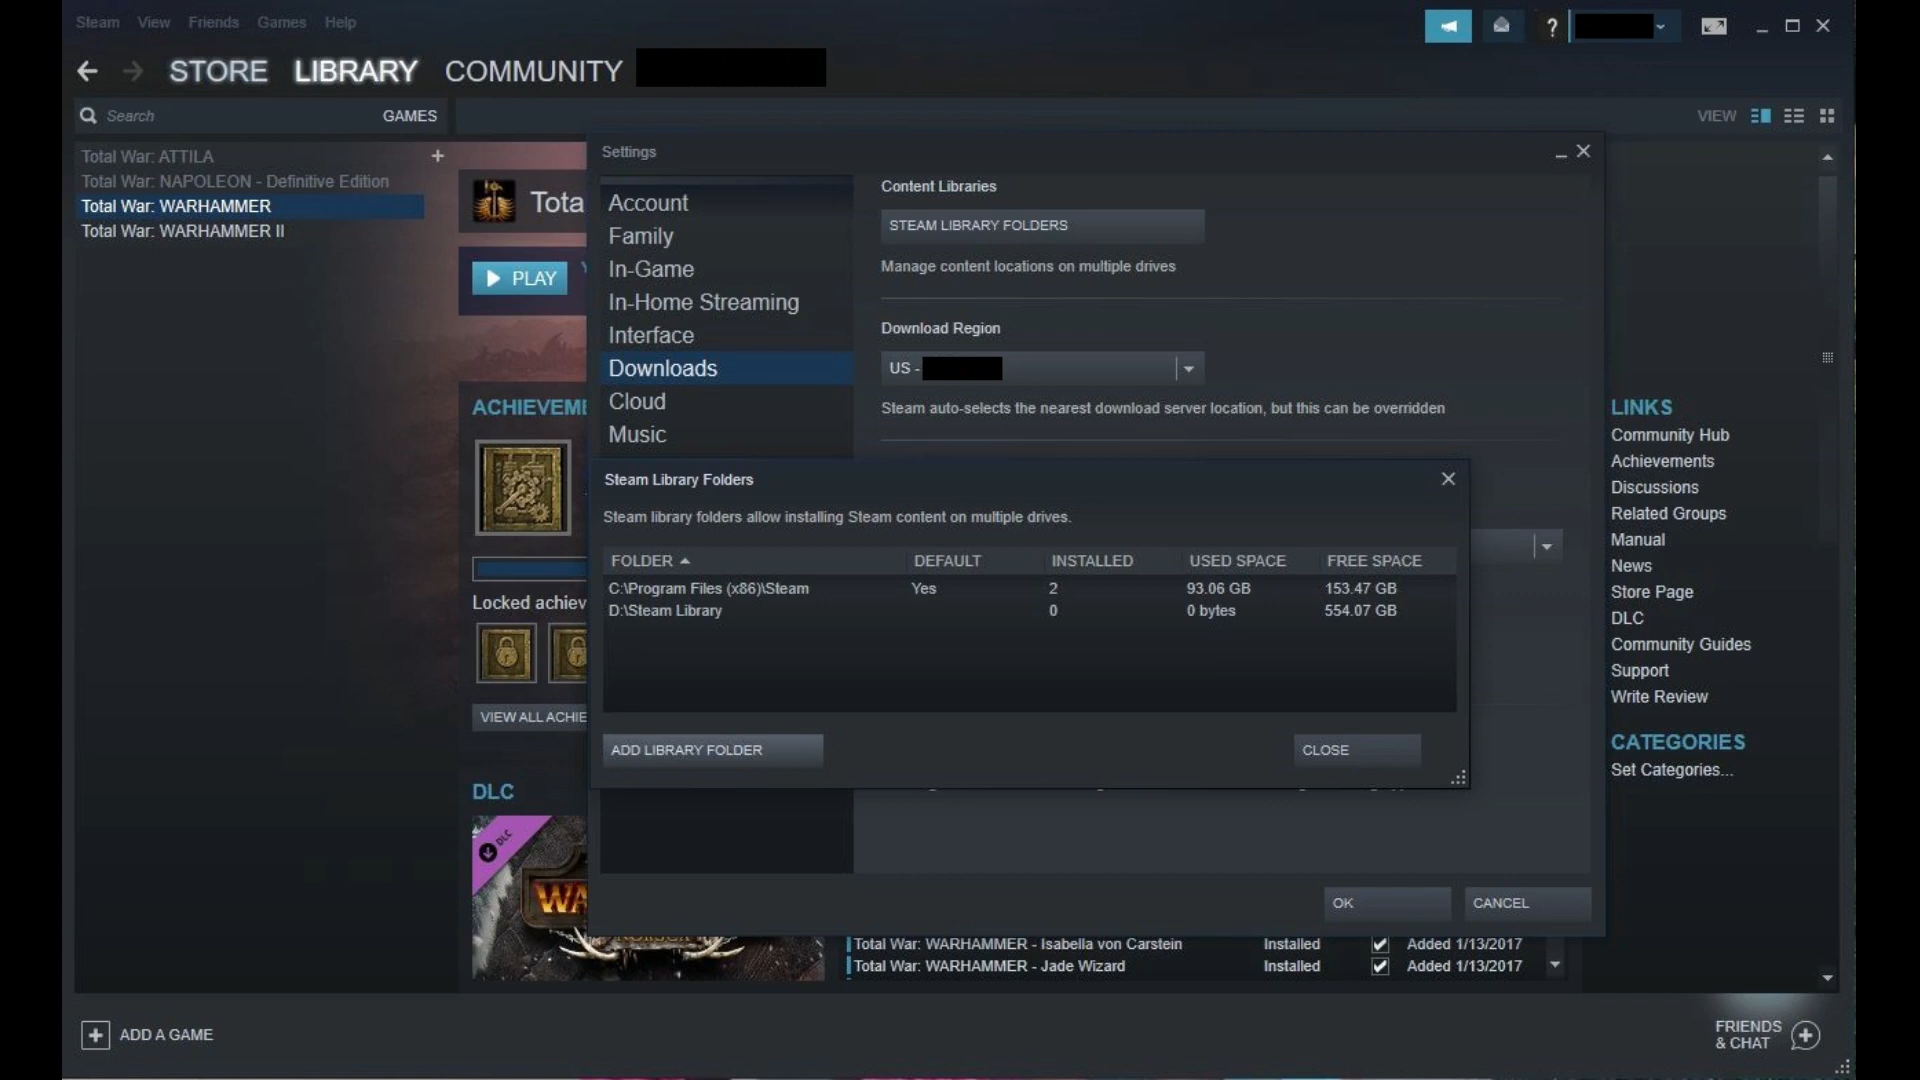 Steam View Friends Games Help
?
STORE LIBRARY COMMUNITY
Search GAMES
VIEW
Total War: ATTILA
Total War: NAPOLEON - Definitive Edition
Total War: WARHAMMER
Total War: WARHAMMER II
Tota
PLAY
ACHIEVEME
Locked achiev
VIEW ALL ACHIE
DLC
DLC
WA
Settings
Account
Family
In-Game
In-Home Streaming
Interface
Downloads
Cloud
Music
Content Libraries
STEAM LIBRARY FOLDERS
Manage content locations on multiple drives
Download Region
US -
Steam auto-selects the nearest download server location, but this can be overridden
Steam Library Folders
Steam library folders allow installing Steam content on multiple drives.
FOLDER DEFAULT INSTALLED USED SPACE FREE SPACE
C:\Program Files (x86)\Steam Yes 2 93.06 GB 153.47 GB
D:\Steam Library 0 0 bytes 554.07 GB
ADD LIBRARY FOLDER CLOSE
OK CANCEL
Total War: WARHAMMER - Isabella von Carstein Installed Added 1/13/2017
Total War: WARHAMMER - Jade Wizard Installed Added 1/13/2017
LINKS
Community Hub
Achievements
Discussions
Related Groups
Manual
News
Store Page
DLC
Community Guides
Support
Write Review
CATEGORIES
Set Categories...
ADD A GAME
FRIENDS
& CHAT